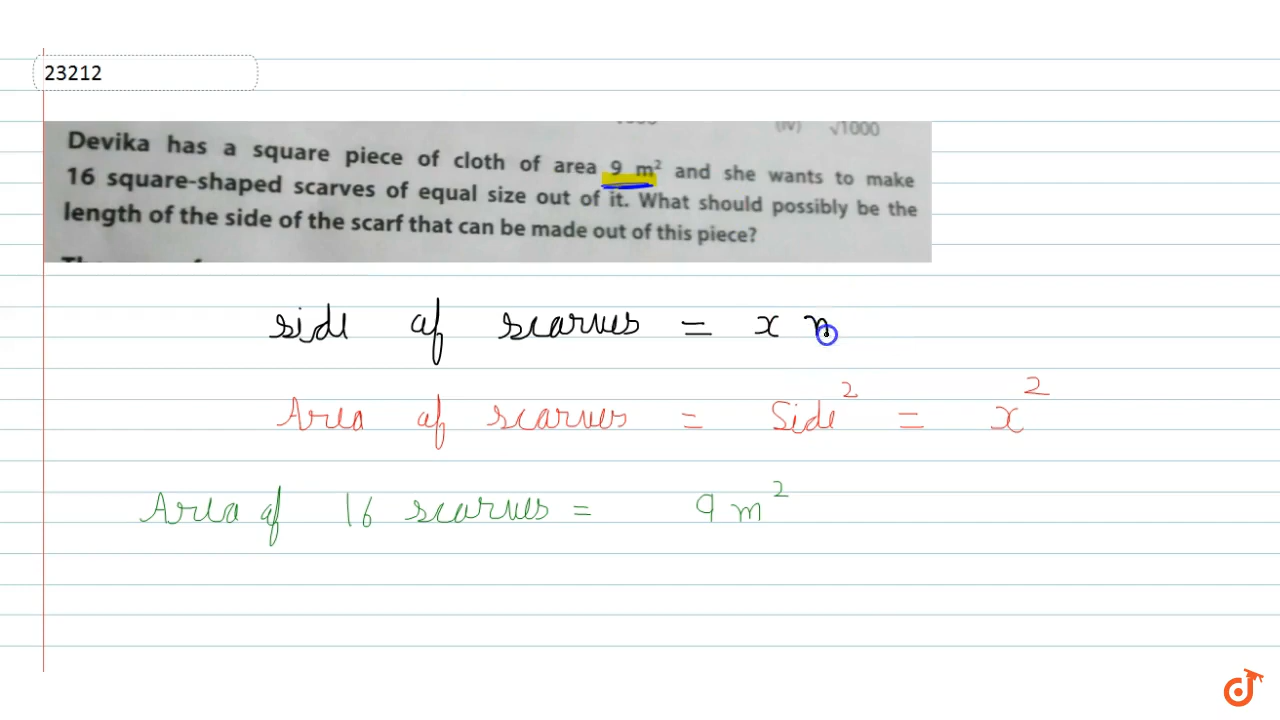 23212
(iv) √1000
Devika has a square piece of cloth of area 9 m² and she wants to make
16 square-shaped scarves of equal size out of it. What should possibly be the
length of the side of the scarf that can be made out of this piece?
side of scarves = x m
Area of scarves = Side² = x²
Area of 16 scarves = 9 m²